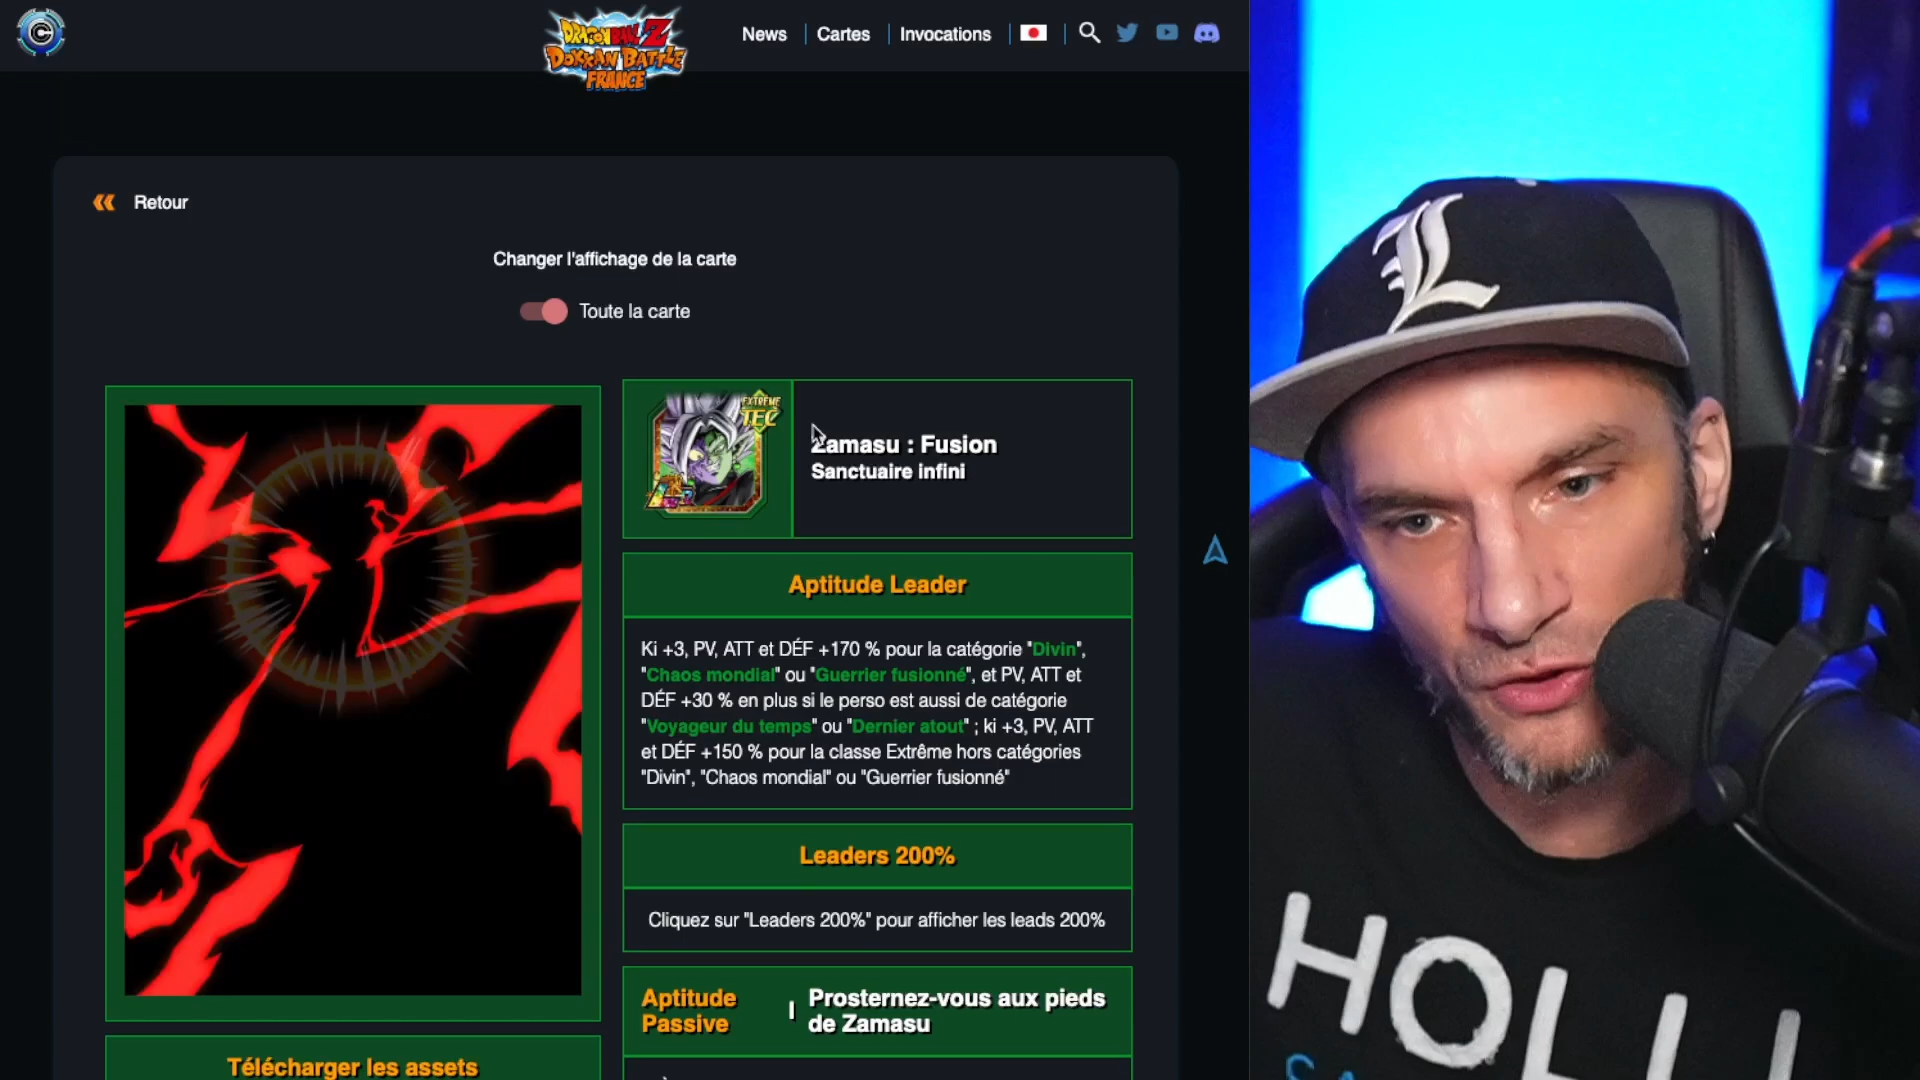 DRAGON BALL Z
DOKKAN BATTLE
FRANCE
News
Cartes
Invocations
Retour
Changer l'affichage de la carte
Toute la carte
EXTREME
TEC
Zamasu : Fusion
Sanctuaire infini
Aptitude Leader
Ki +3, PV, ATT et DÉF +170 % pour la catégorie "Divin",
"Chaos mondial" ou "Guerrier fusionné", et PV, ATT et
DÉF +30 % en plus si le perso est aussi de catégorie
"Voyageur du temps" ou "Dernier atout" ; ki +3, PV, ATT
et DÉF +150 % pour la classe Extrême hors catégories
"Divin", "Chaos mondial" ou "Guerrier fusionné"
Leaders 200%
Cliquez sur "Leaders 200%" pour afficher les leads 200%
Aptitude
Passive
|
Prosternez-vous aux pieds
de Zamasu
Télécharger les assets
L
HOLL